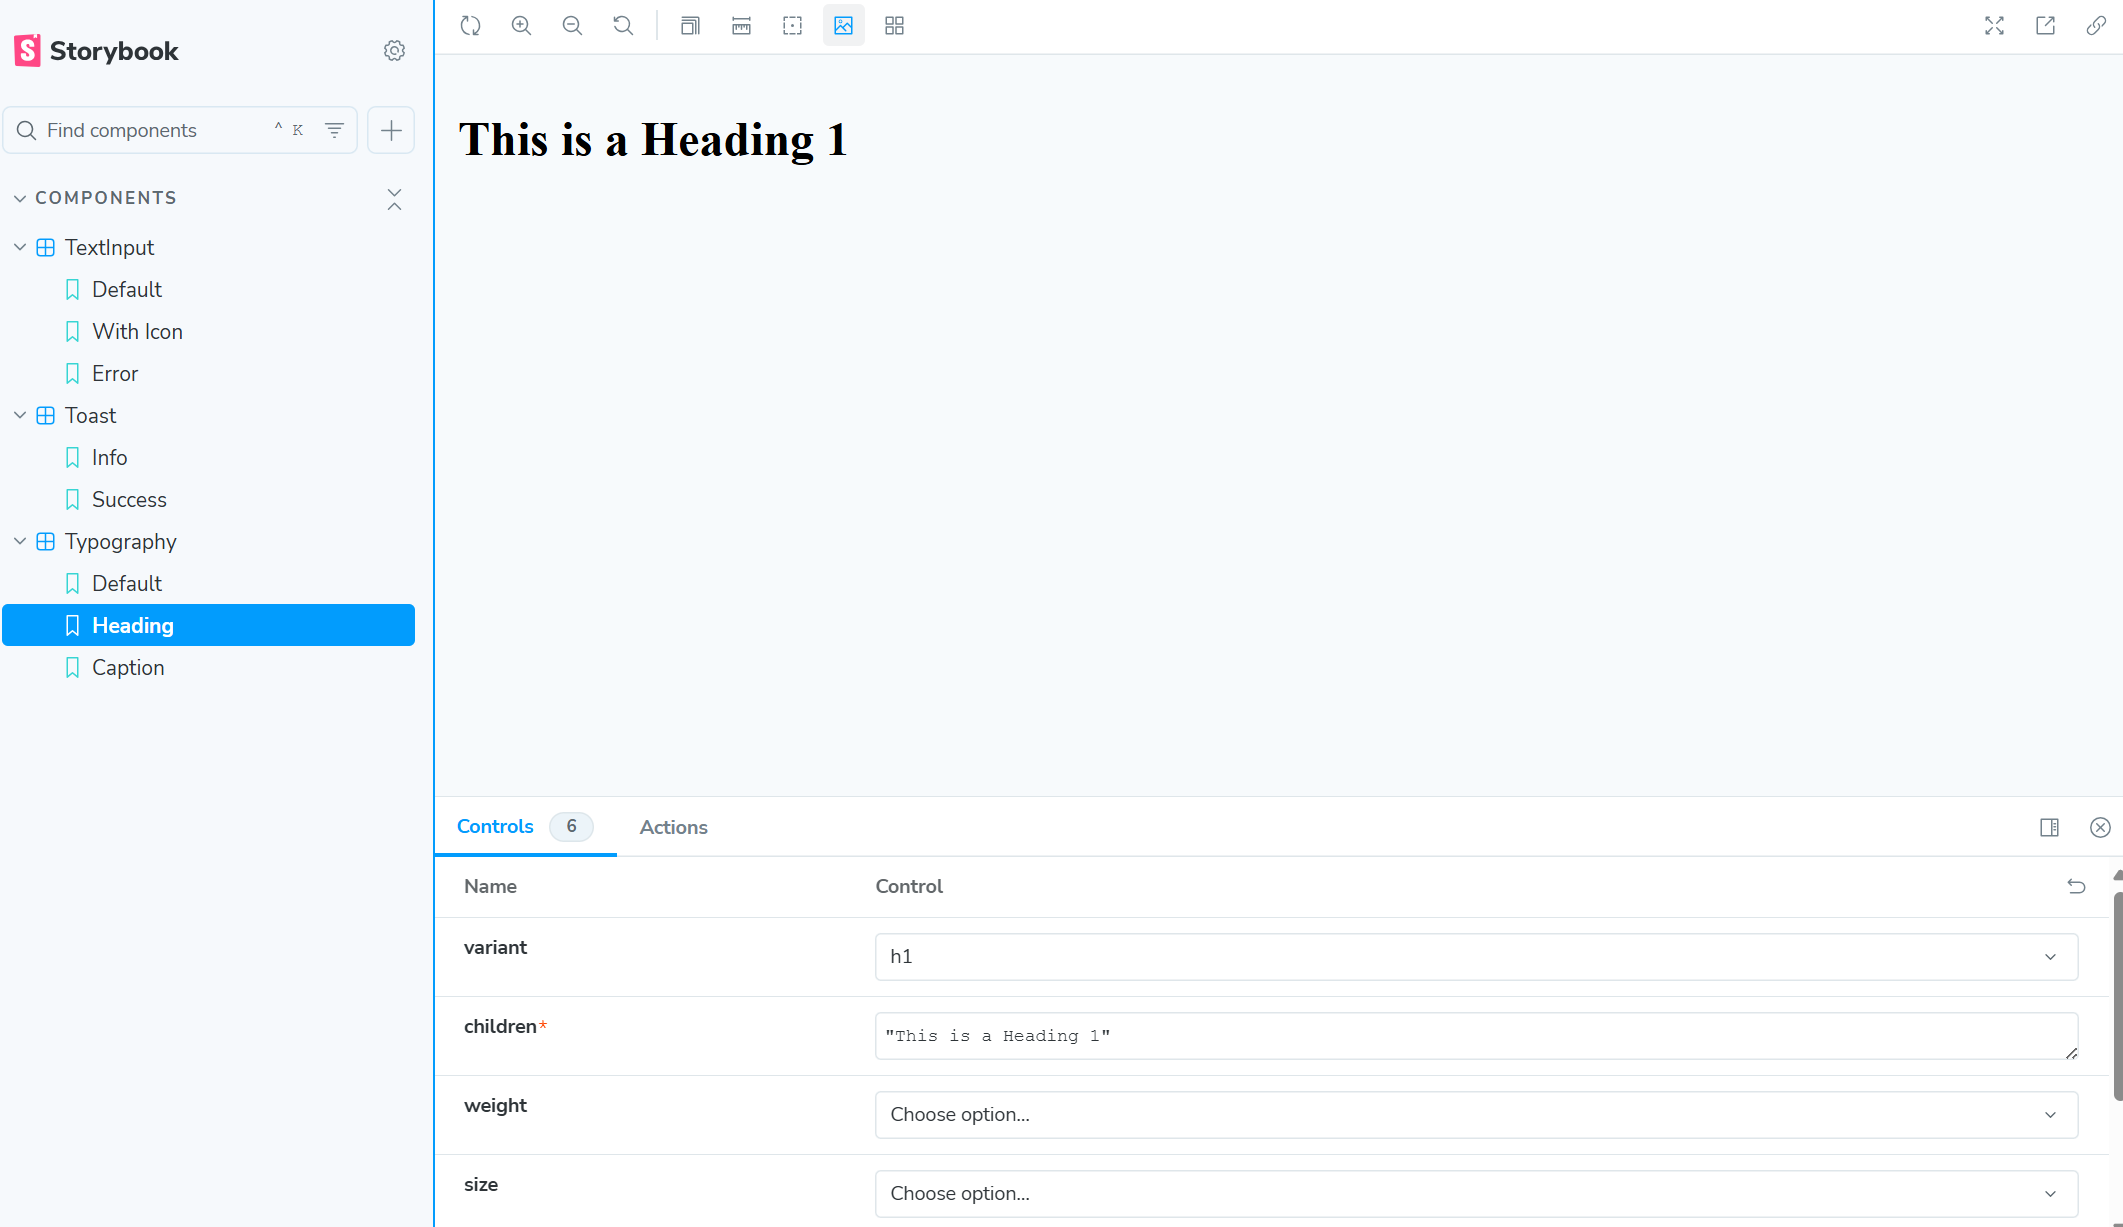 Storybook
Find components
^ K
COMPONENTS
TextInput
Default
With Icon
Error
Toast
Info
Success
Typography
Default
Heading
Caption
This is a Heading 1
Controls 6 Actions
Name Control
variant h1
children* "This is a Heading 1"
weight Choose option...
size Choose option...